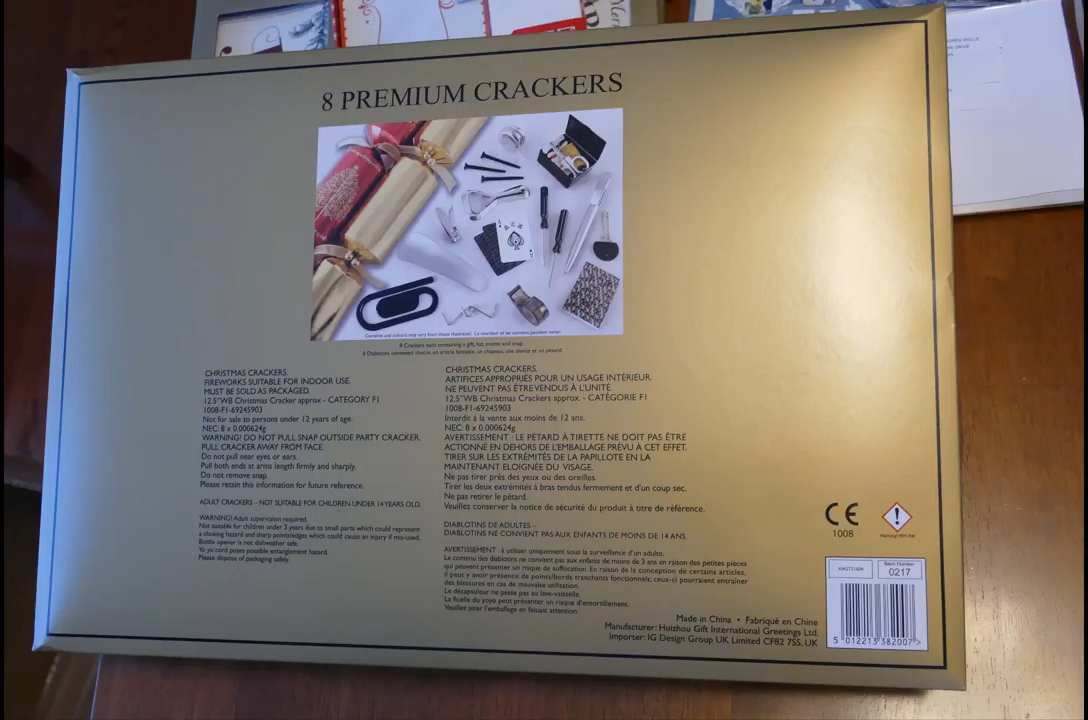 8 PREMIUM CRACKERS
Contents and colours may vary from those illustrated. La couleur et les contenus peuvent varier.
8 Crackers each containing a gift, hat, motto and snap.
8 Diablotins contenant chacun un article fantaisie, un chapeau, une devise et un pétard.
CHRISTMAS CRACKERS.
FIREWORKS SUITABLE FOR INDOOR USE.
MUST BE SOLD AS PACKAGED
12.5"WB Christmas Cracker approx - CATEGORY F1
1008-F1-69245903
Not for sale to persons under 12 years of age.
NEC: 8 x 0.000624g
WARNING! DO NOT PULL SNAP OUTSIDE PARTY CRACKER.
PULL CRACKER AWAY FROM FACE.
Do not pull near eyes or ears.
Pull both ends at arms length firmly and sharply.
Do not remove snap.
Please retain this information for future reference.
ADULT CRACKERS – NOT SUITABLE FOR CHILDREN UNDER 14 YEARS OLD.
WARNING! Adult supervision required.
Not suitable for children under 3 years due to small parts which could represent
a choking hazard and sharp points/edges which could cause an injury if mis-used.
Bottle opener is not dishwasher safe.
Yo yo cord poses possible entanglement hazard.
Please dispose of packaging safely.
CHRISTMAS CRACKERS.
ARTIFICES APPROPRIÉS POUR UN USAGE INTÉRIEUR.
NE PEUVENT PAS ÊTRE VENDUS À L'UNITÉ.
12.5"WB Christmas Crackers approx - CATÉGORIE F1
1008-F1-69245903
Interdit à la vente aux moins de 12 ans.
NEC: 8 x 0.000624g
AVERTISSEMENT : LE PÉTARD À TIRETTE NE DOIT PAS ÊTRE
ACTIONNÉ EN DEHORS DE L'EMBALLAGE PRÉVU À CET EFFET.
TIRER SUR LES EXTRÉMITÉS DE LA PAPILLOTE EN LA
MAINTENANT ELOIGNÉE DU VISAGE.
Ne pas tirer près des yeux ou des oreilles.
Tirer les deux extrémités à bras tendus fermement et d'un coup sec.
Ne pas retirer le pétard.
Veuillez conserver la notice de sécurité du produit à titre de référence.
DIABLOTINS DE ADULTES –
DIABLOTINS NE CONVIENT PAS AUX ENFANTS DE MOINS DE 14 ANS.
AVERTISSEMENT : à utiliser uniquement sous la surveillance d'un adulte.
Le contenu des diablotins ne convient pas aux enfants de moins de 3 ans en raison des petites pièces
qui peuvent présenter un risque de suffocation. En raison de la conception de certains articles,
il peut y avoir présence de points/bords tranchants fonctionnels; ceux-ci pourraient entraîner
des blessures en cas de mauvaise utilisation.
Le décapsuleur ne passe pas au lave-vaisselle.
La ficelle du yoyo peut présenter un risque d'entortillement.
Veuillez jeter l'emballage en faisant attention
Made in China • Fabriqué en Chine
Manufacturer: Huizhou Gift International Greetings Ltd.
Importer: IG Design Group UK Limited CF82 7SS, UK
CE
1008
!
Batch Number
0217
5 012213 382007 >